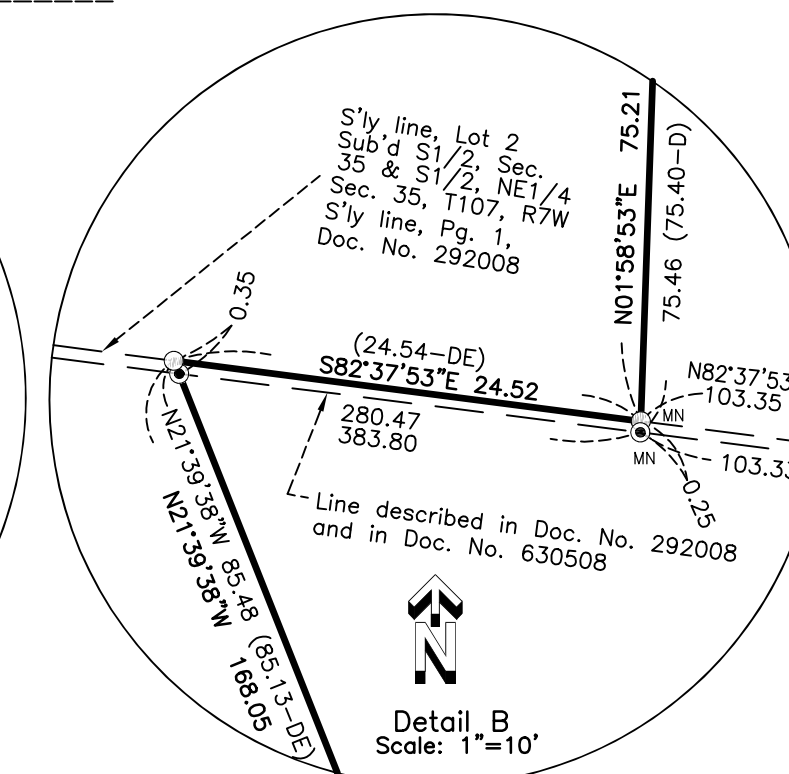 S'ly line, Lot 2
Sub'd S1/2, Sec.
35 & S1/2, NE1/4
Sec. 35, T107, R7W
S'ly line, Pg. 1,
Doc. No. 292008
N01°58'53"E 75.21
75.46 (75.40-D)
0.35
(24.54-DE)
S82°37'53"E 24.52
280.47
383.80
N82°37'53
103.35
MN
MN
103.33
0.25
N21°39'38"W 85.48 (85.13-DE)
N21°39'38"W 168.05
Line described in Doc. No. 292008
and in Doc. No. 630508
N
Detail B
Scale: 1"=10'